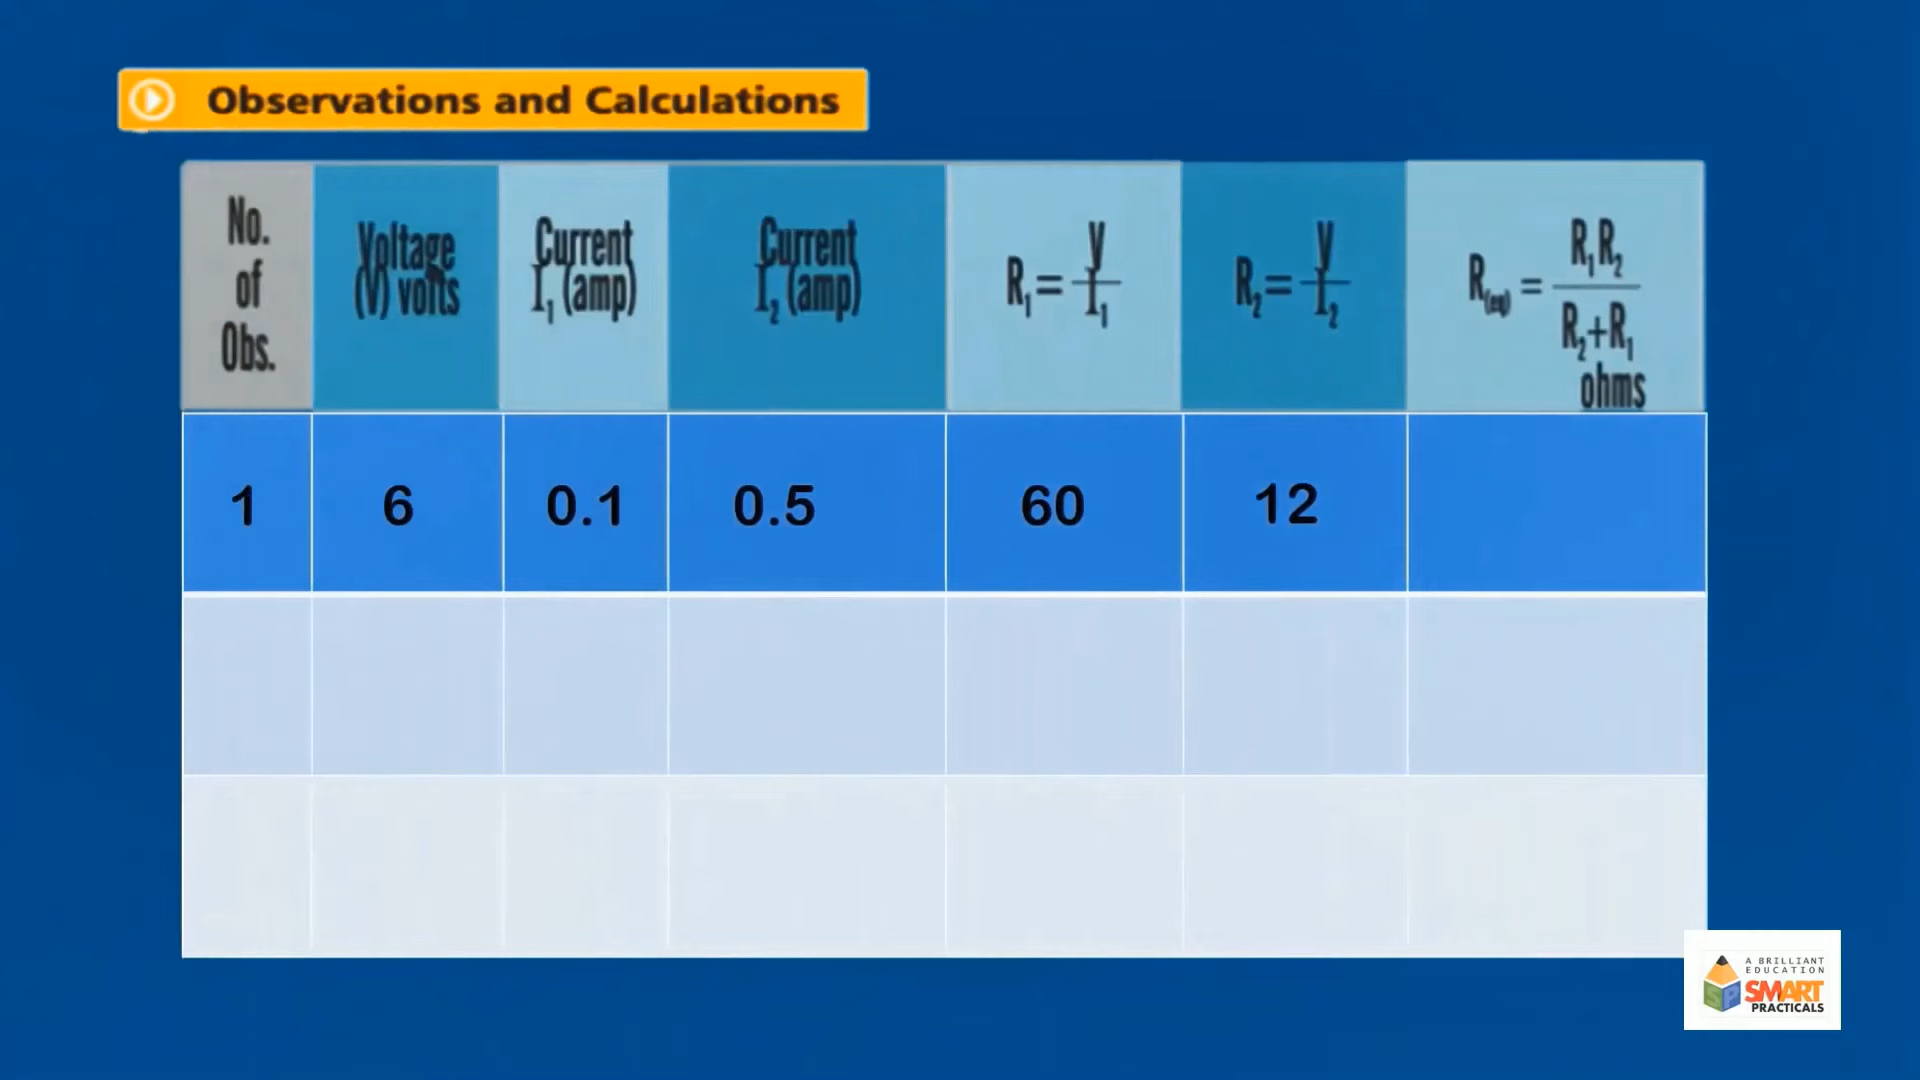 Observations and Calculations
No.
of
Obs.
Voltage
(V) volts
Current
I₁ (amp)
Current
I₂ (amp)
R₁ = V/I₁
R₂ = V/I₂
R(eq) = R₁R₂/R₂+R₁
ohms
1 6 0.1 0.5 60 12
A BRILLIANT
EDUCATION
SP SMART
PRACTICALS